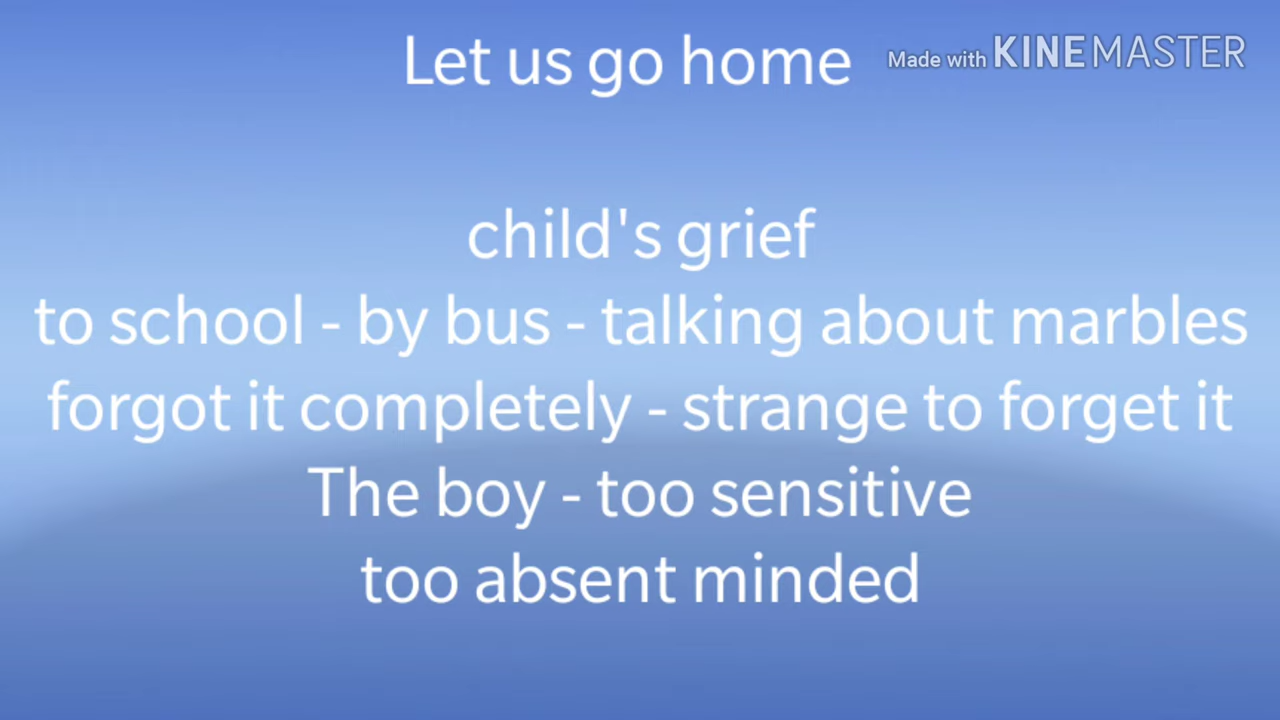 Let us go home
Made with KINEMASTER
child's grief
to school - by bus - talking about marbles
forgot it completely - strange to forget it
The boy - too sensitive
too absent minded